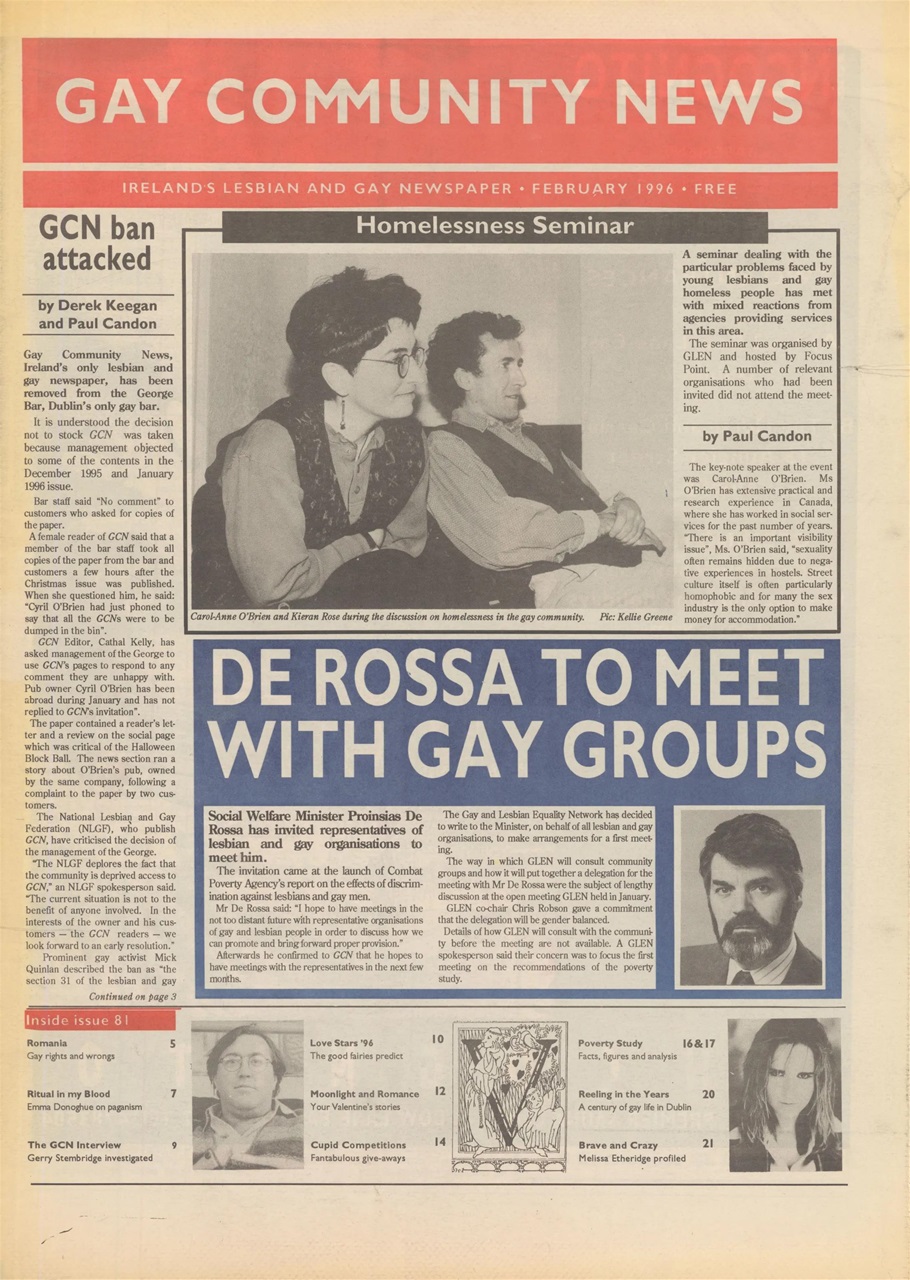 GAY COMMUNITY NEWS
IRELAND'S LESBIAN AND GAY NEWSPAPER • FEBRUARY 1996 • FREE
GCN ban
attacked
by Derek Keegan
and Paul Candon
Gay Community News,
Ireland's only lesbian and
gay newspaper, has been
removed from the George
Bar, Dublin's only gay bar.
It is understood the decision
not to stock GCN was taken
because management objected
to some of the contents in the
December 1995 and January
1996 issue.
Bar staff said "No comment" to
customers who asked for copies of
the paper.
A female reader of GCN said that a
member of the bar staff took all
copies of the paper from the bar and
customers a few hours after the
Christmas issue was published.
When she questioned him, he said:
"Cyril O'Brien had just phoned to
say that all the GCNs were to be
dumped in the bin".
GCN Editor, Cathal Kelly, has
asked management of the George to
use GCN's pages to respond to any
comment they are unhappy with.
Pub owner Cyril O'Brien has been
abroad during January and has not
replied to GCN's invitation".
The paper contained a reader's let-
ter and a review on the social page
which was critical of the Halloween
Block Ball. The news section ran a
story about O'Brien's pub, owned
by the same company, following a
complaint to the paper by two cus-
tomers.
The National Lesbian and Gay
Federation (NLGF), who publish
GCN, have criticised the decision of
the management of the George.
"The NLGF deplores the fact that
the community is deprived access to
GCN," an NLGF spokesperson said.
"The current situation is not to the
benefit of anyone involved. In the
interests of the owner and his cus-
tomers — the GCN readers — we
look forward to an early resolution."
Prominent gay activist Mick
Quinlan described the ban as "the
section 31 of the lesbian and gay
Continued on page 3
Homelessness Seminar
A seminar dealing with the
particular problems faced by
young lesbians and gay
homeless people has met
with mixed reactions from
agencies providing services
in this area.
The seminar was organised by
GLEN and hosted by Focus
Point. A number of relevant
organisations who had been
invited did not attend the meet-
ing.
by Paul Candon
The key-note speaker at the event
was Carol-Anne O'Brien. Ms
O'Brien has extensive practical and
research experience in Canada,
where she has worked in social ser-
vices for the past number of years.
"There is an important visibility
issue", Ms. O'Brien said, "sexuality
often remains hidden due to nega-
tive experiences in hostels. Street
culture itself is often particularly
homophobic and for many the sex
industry is the only option to make
money for accommodation."
Carol-Anne O'Brien and Kieran Rose during the discussion on homelessness in the gay community. Pic: Kellie Greene
DE ROSSA TO MEET
WITH GAY GROUPS
Social Welfare Minister Proinsias De
Rossa has invited representatives of
lesbian and gay organisations to
meet him.
The invitation came at the launch of Combat
Poverty Agency's report on the effects of discrim-
ination against lesbians and gay men.
Mr De Rossa said: "I hope to have meetings in the
not too distant future with representative organisations
of gay and lesbian people in order to discuss how we
can promote and bring forward proper provision."
Afterwards he confirmed to GCN that he hopes to
have meetings with the representatives in the next few
months.
The Gay and Lesbian Equality Network has decided
to write to the Minister, on behalf of all lesbian and gay
organisations, to make arrangements for a first meet-
ing.
The way in which GLEN will consult community
groups and how it will put together a delegation for the
meeting with Mr De Rossa were the subject of lengthy
discussion at the open meeting GLEN held in January.
GLEN co-chair Chris Robson gave a commitment
that the delegation will be gender balanced.
Details of how GLEN will consult with the communi-
ty before the meeting are not available. A GLEN
spokesperson said their concern was to focus the first
meeting on the recommendations of the poverty
study.
Inside issue 81
Romania 5
Gay rights and wrongs
Ritual in my Blood 7
Emma Donoghue on paganism
The GCN Interview 9
Gerry Stembridge investigated
Love Stars '96 10
The good fairies predict
Moonlight and Romance 12
Your Valentine's stories
Cupid Competitions 14
Fantabulous give-aways
V
Poverty Study 16&17
Facts, figures and analysis
Reeling in the Years 20
A century of gay life in Dublin
Brave and Crazy 21
Melissa Etheridge profiled